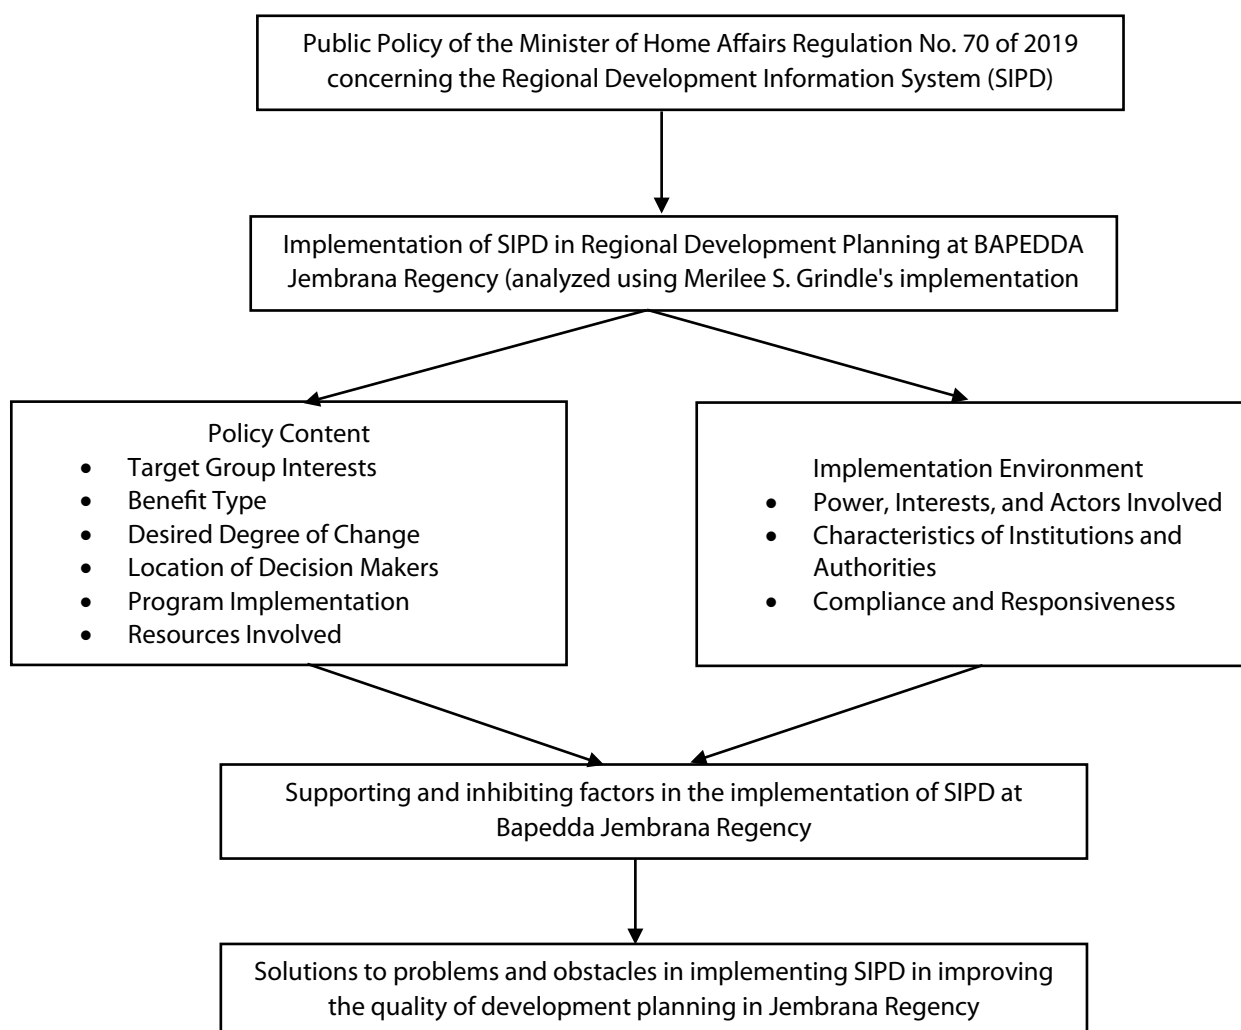 Public Policy of the Minister of Home Affairs Regulation No. 70 of 2019
concerning the Regional Development Information System (SIPD)
Implementation of SIPD in Regional Development Planning at BAPEDDA
Jembrana Regency (analyzed using Merilee S. Grindle's implementation
Policy Content
• Target Group Interests
• Benefit Type
• Desired Degree of Change
• Location of Decision Makers
• Program Implementation
• Resources Involved
Implementation Environment
• Power, Interests, and Actors Involved
• Characteristics of Institutions and
Authorities
• Compliance and Responsiveness
Supporting and inhibiting factors in the implementation of SIPD at
Bapedda Jembrana Regency
Solutions to problems and obstacles in implementing SIPD in improving
the quality of development planning in Jembrana Regency